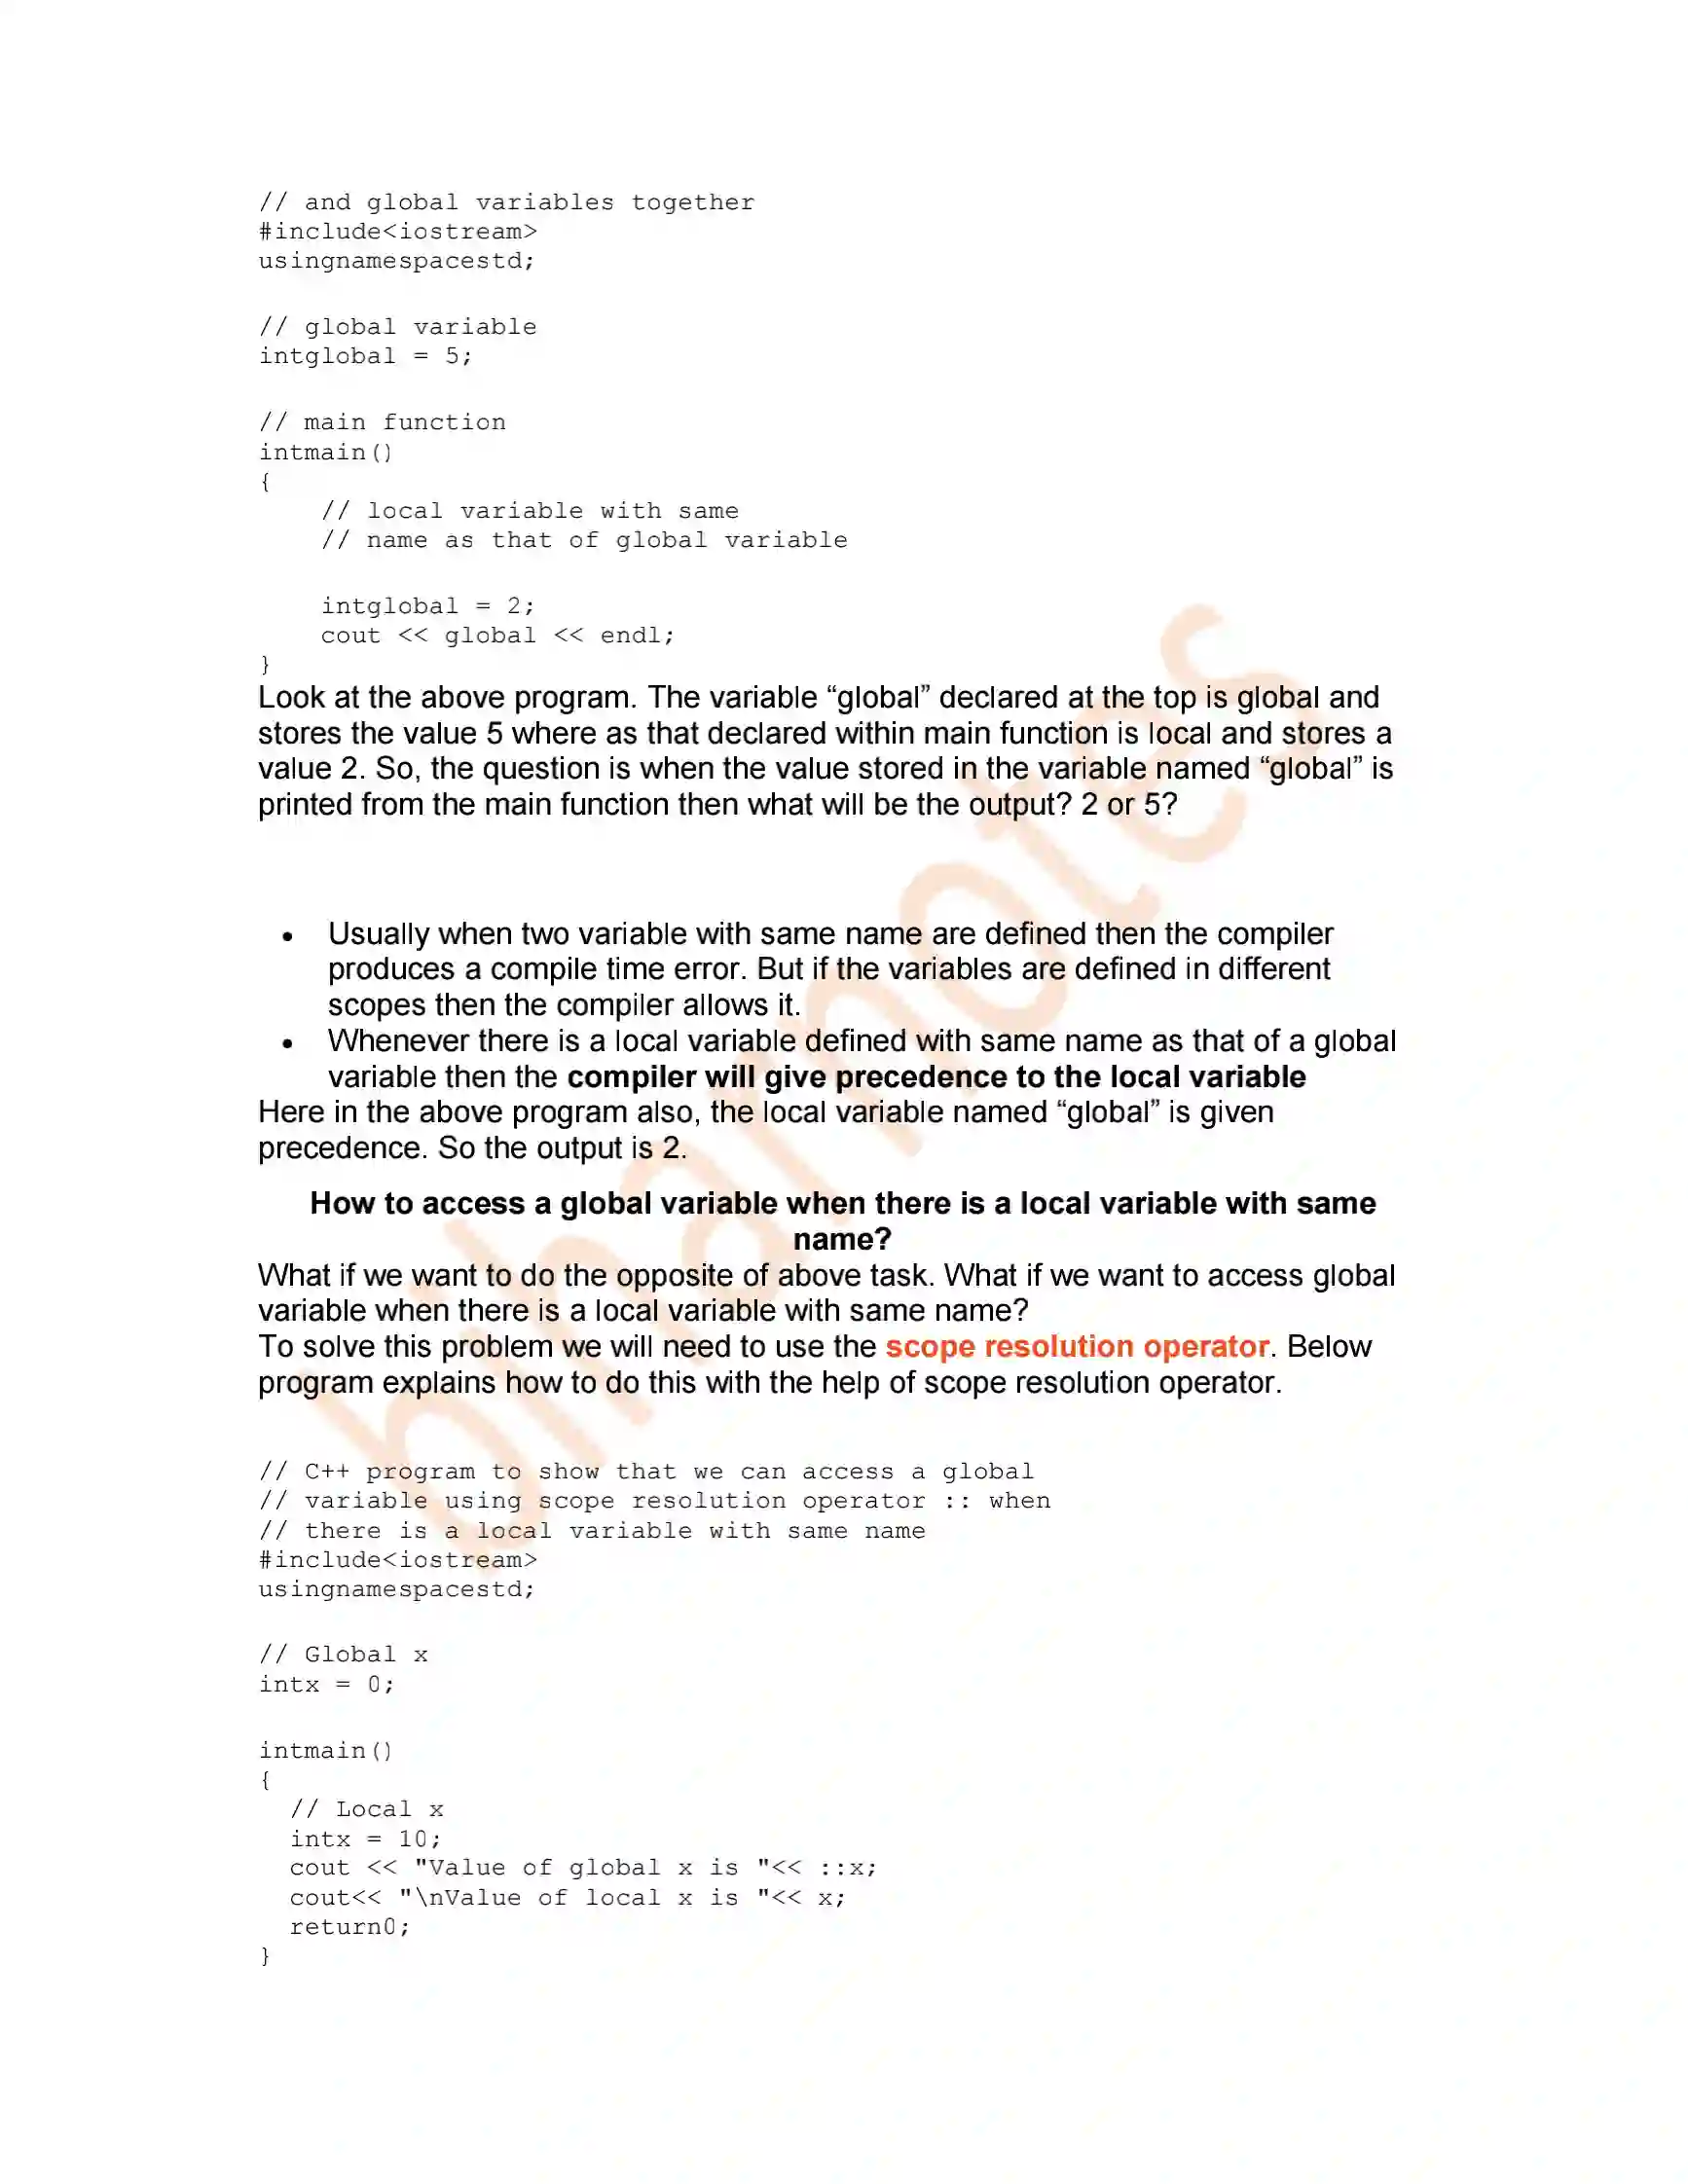 // and global variables together
#include<iostream>
usingnamespacestd;
// global variable
intglobal = 5;
// main function
intmain()
{
    // local variable with same
    // name as that of global variable
    intglobal = 2;
    cout << global << endl;
}
Look at the above program. The variable “global” declared at the top is global and
stores the value 5 where as that declared within main function is local and stores a
value 2. So, the question is when the value stored in the variable named “global” is
printed from the main function then what will be the output? 2 or 5?
• Usually when two variable with same name are defined then the compiler
produces a compile time error. But if the variables are defined in different
scopes then the compiler allows it.
• Whenever there is a local variable defined with same name as that of a global
variable then the compiler will give precedence to the local variable
Here in the above program also, the local variable named “global” is given
precedence. So the output is 2.
How to access a global variable when there is a local variable with same
name?
What if we want to do the opposite of above task. What if we want to access global
variable when there is a local variable with same name?
To solve this problem we will need to use the scope resolution operator. Below
program explains how to do this with the help of scope resolution operator.
// C++ program to show that we can access a global
// variable using scope resolution operator :: when
// there is a local variable with same name
#include<iostream>
usingnamespacestd;
// Global x
intx = 0;
intmain()
{
  // Local x
  intx = 10;
  cout << "Value of global x is "<< ::x;
  cout<< "\nValue of local x is "<< x;
  return0;
}
biharnotes